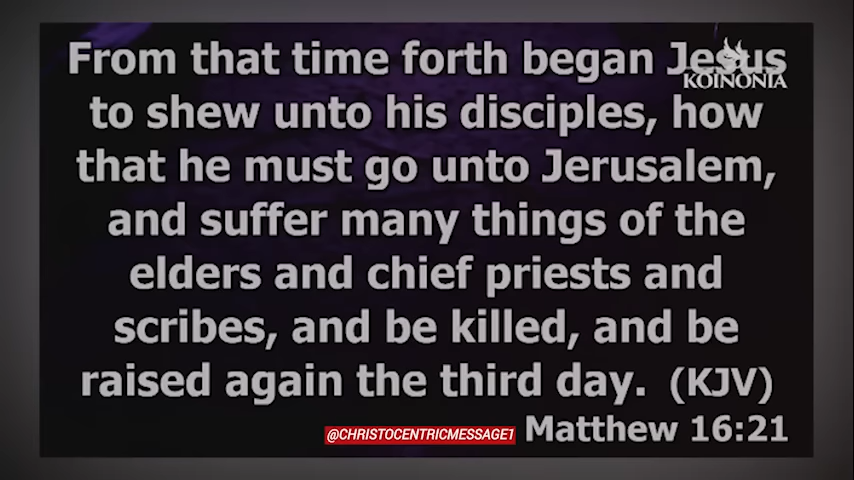 From that time forth began Jesus
KOINONIA
to shew unto his disciples, how
that he must go unto Jerusalem,
and suffer many things of the
elders and chief priests and
scribes, and be killed, and be
raised again the third day. (KJV)
@CHRISTOCENTRICMESSAGE1 Matthew 16:21